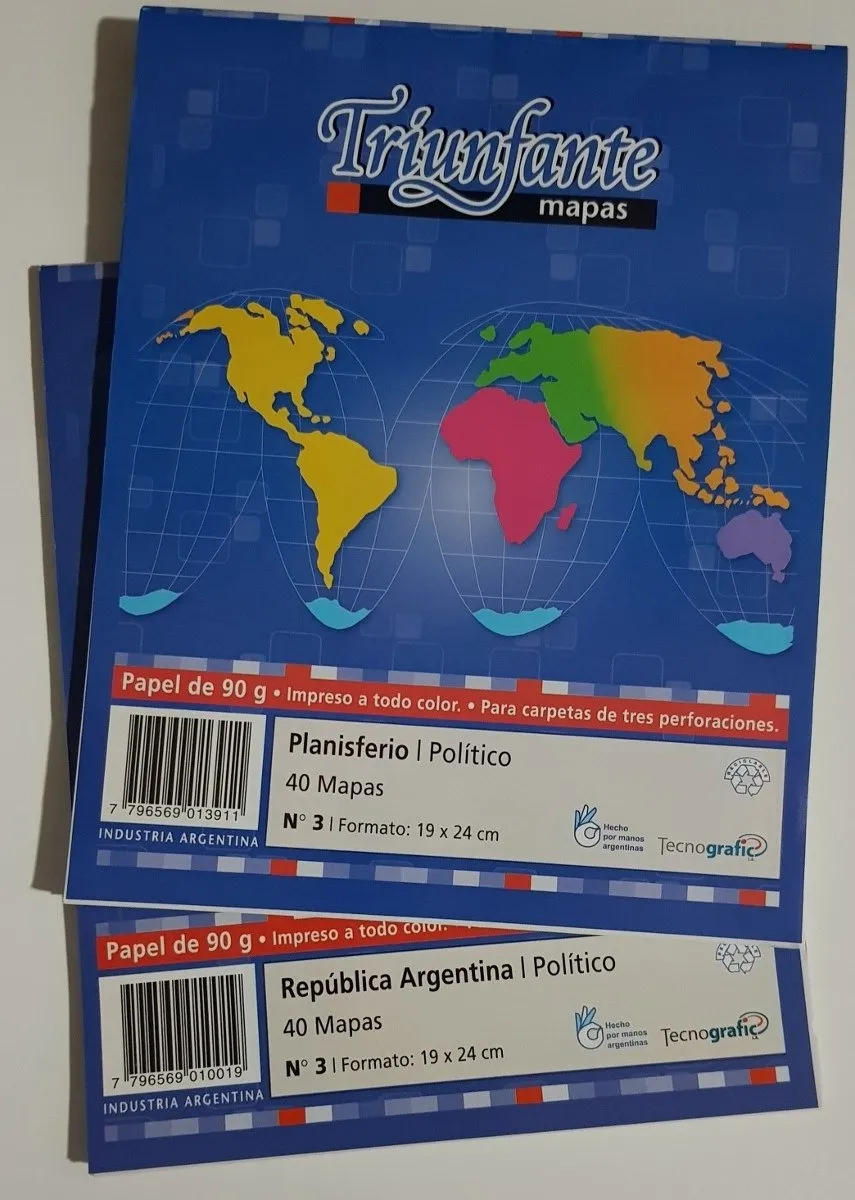 Triunfante
mapas
Papel de 90 g • Impreso a todo color. • Para carpetas de tres perforaciones.
Planisferio | Político
40 Mapas
N° 3 | Formato: 19 x 24 cm
7 796569 013911
INDUSTRIA ARGENTINA
RECICLABLE
Hecho
por manos
argentinas
Tecnografic
Papel de 90 g • Impreso a todo color.
República Argentina | Político
40 Mapas
N° 3 | Formato: 19 x 24 cm
7 796569 010019
INDUSTRIA ARGENTINA
Hecho
por manos
argentinas
Tecnografic